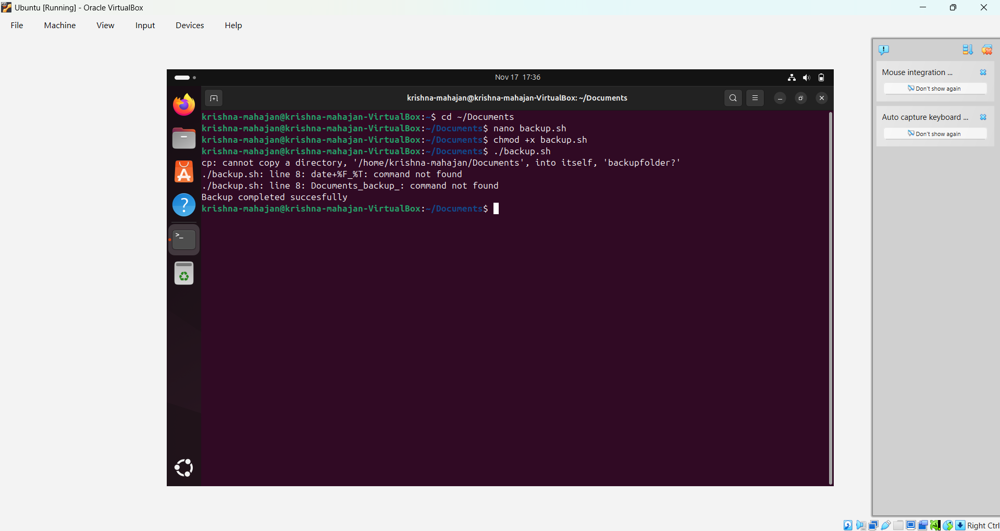 Ubuntu [Running] - Oracle VirtualBox
File Machine View Input Devices Help
Nov 17 17:36
krishna-mahajan@krishna-mahajan-VirtualBox: ~/Documents
krishna-mahajan@krishna-mahajan-VirtualBox:~$ cd ~/Documents
krishna-mahajan@krishna-mahajan-VirtualBox:~/Documents$ nano backup.sh
krishna-mahajan@krishna-mahajan-VirtualBox:~/Documents$ chmod +x backup.sh
krishna-mahajan@krishna-mahajan-VirtualBox:~/Documents$ ./backup.sh
cp: cannot copy a directory, '/home/krishna-mahajan/Documents', into itself, 'backupfolder?'
./backup.sh: line 8: date+%F_%T: command not found
./backup.sh: line 8: Documents_backup_: command not found
Backup completed succesfully
krishna-mahajan@krishna-mahajan-VirtualBox:~/Documents$
Mouse integration ...
Don't show again
Auto capture keyboard ...
Don't show again
Right Ctrl